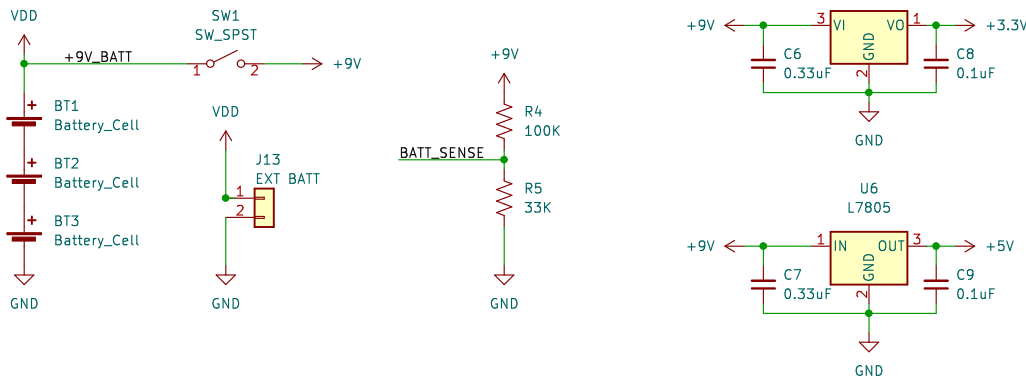 VDD
+9V_BATT
SW1
SW_SPST
1
2
+9V
+
BT1
Battery_Cell
+
BT2
Battery_Cell
+
BT3
Battery_Cell
GND
VDD
J13
EXT BATT
1
2
GND
+9V
R4
100K
BATT_SENSE
R5
33K
GND
+9V
3
VI
VO
1
+3.3V
GND
2
C6
0.33uF
C8
0.1uF
GND
U6
L7805
+9V
1
IN
OUT
3
+5V
GND
2
C7
0.33uF
C9
0.1uF
GND